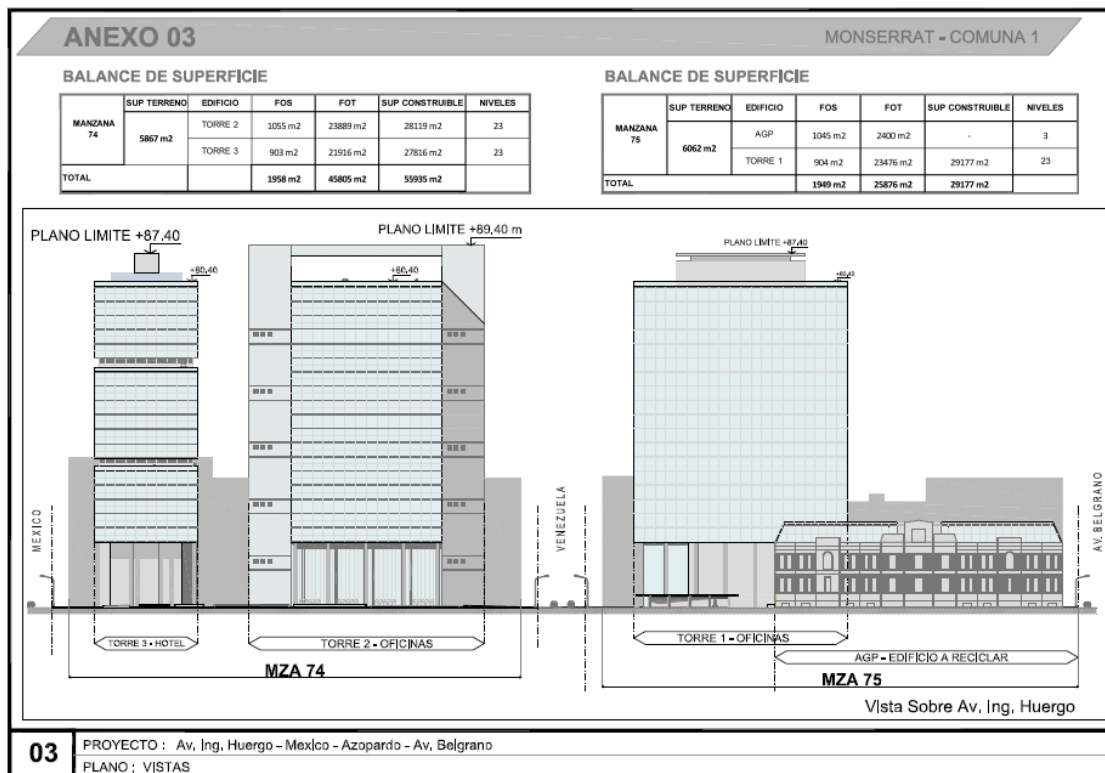 ANEXO 03
MONSERRAT - COMUNA 1
BALANCE DE SUPERFICIE
SUP TERRENO EDIFICIO FOS FOT SUP CONSTRUIBLE NIVELES
MANZANA 74 5867 m2 TORRE 2 1055 m2 23889 m2 28119 m2 23
TORRE 3 903 m2 21916 m2 27816 m2 23
TOTAL 1958 m2 45805 m2 55935 m2
BALANCE DE SUPERFICIE
SUP TERRENO EDIFICIO FOS FOT SUP CONSTRUIBLE NIVELES
MANZANA 75 6062 m2 AGP 1045 m2 2400 m2 - 3
TORRE 1 904 m2 23476 m2 29177 m2 23
TOTAL 1949 m2 25876 m2 29177 m2
PLANO LIMITE +87.40
PLANO LIMITE +89,40 m
PLANO LIMITE +87.40
+80.40
+80.40
+80.40
MEXICO
VENEZUELA
AV. BELGRANO
TORRE 3 - HOTEL
TORRE 2 - OFICINAS
TORRE 1 - OFICINAS
AGP - EDIFICIO A RECICLAR
MZA 74
MZA 75
Vista Sobre Av. Ing. Huergo
03
PROYECTO : Av. Ing. Huergo - Mexico - Azopardo - Av. Belgrano
PLANO : VISTAS